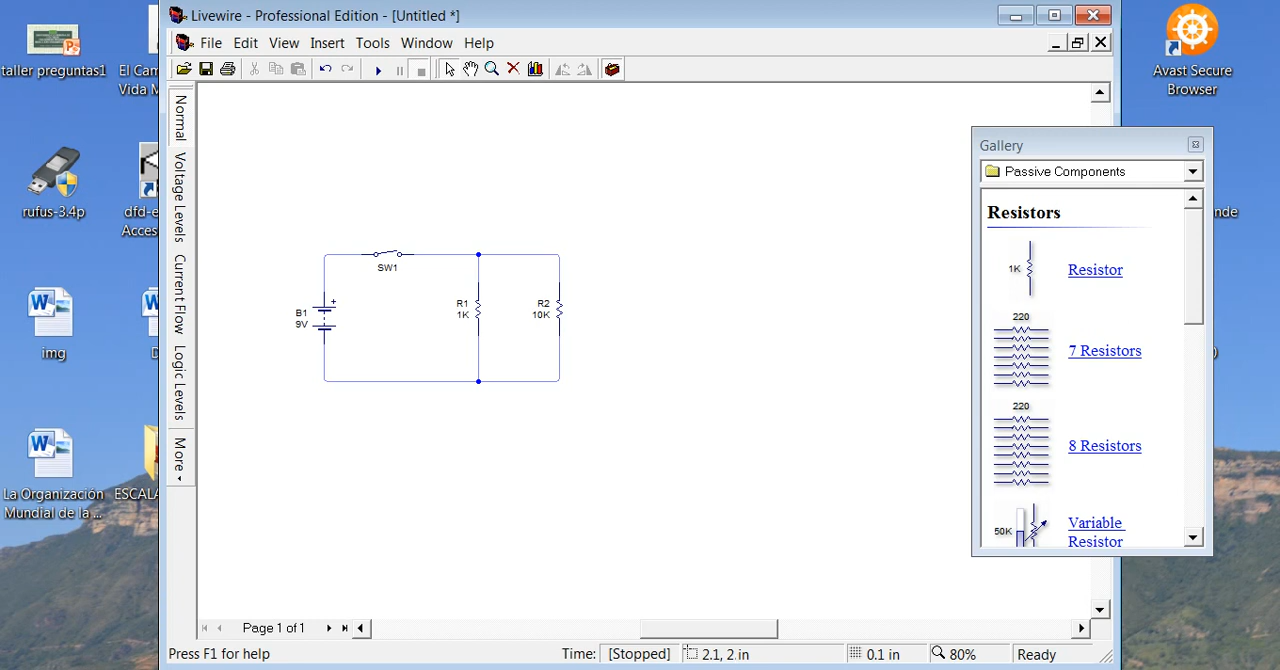 Livewire - Professional Edition - [Untitled *]
File Edit View Insert Tools Window Help
taller preguntas1
El Cam
Vida M
Avast Secure
Browser
rufus-3.4p
dfd-e
Acces
img
D
La Organización
Mundial de la ...
ESCALA
nde
Normal
Voltage Levels
Current Flow
Logic Levels
More
SW1
B1
9V
+
R1
1K
R2
10K
Gallery
Passive Components
Resistors
1K
Resistor
220
7 Resistors
220
8 Resistors
50K
Variable
Resistor
Page 1 of 1
Press F1 for help
Time: [Stopped]
2.1, 2 in
0.1 in
80%
Ready